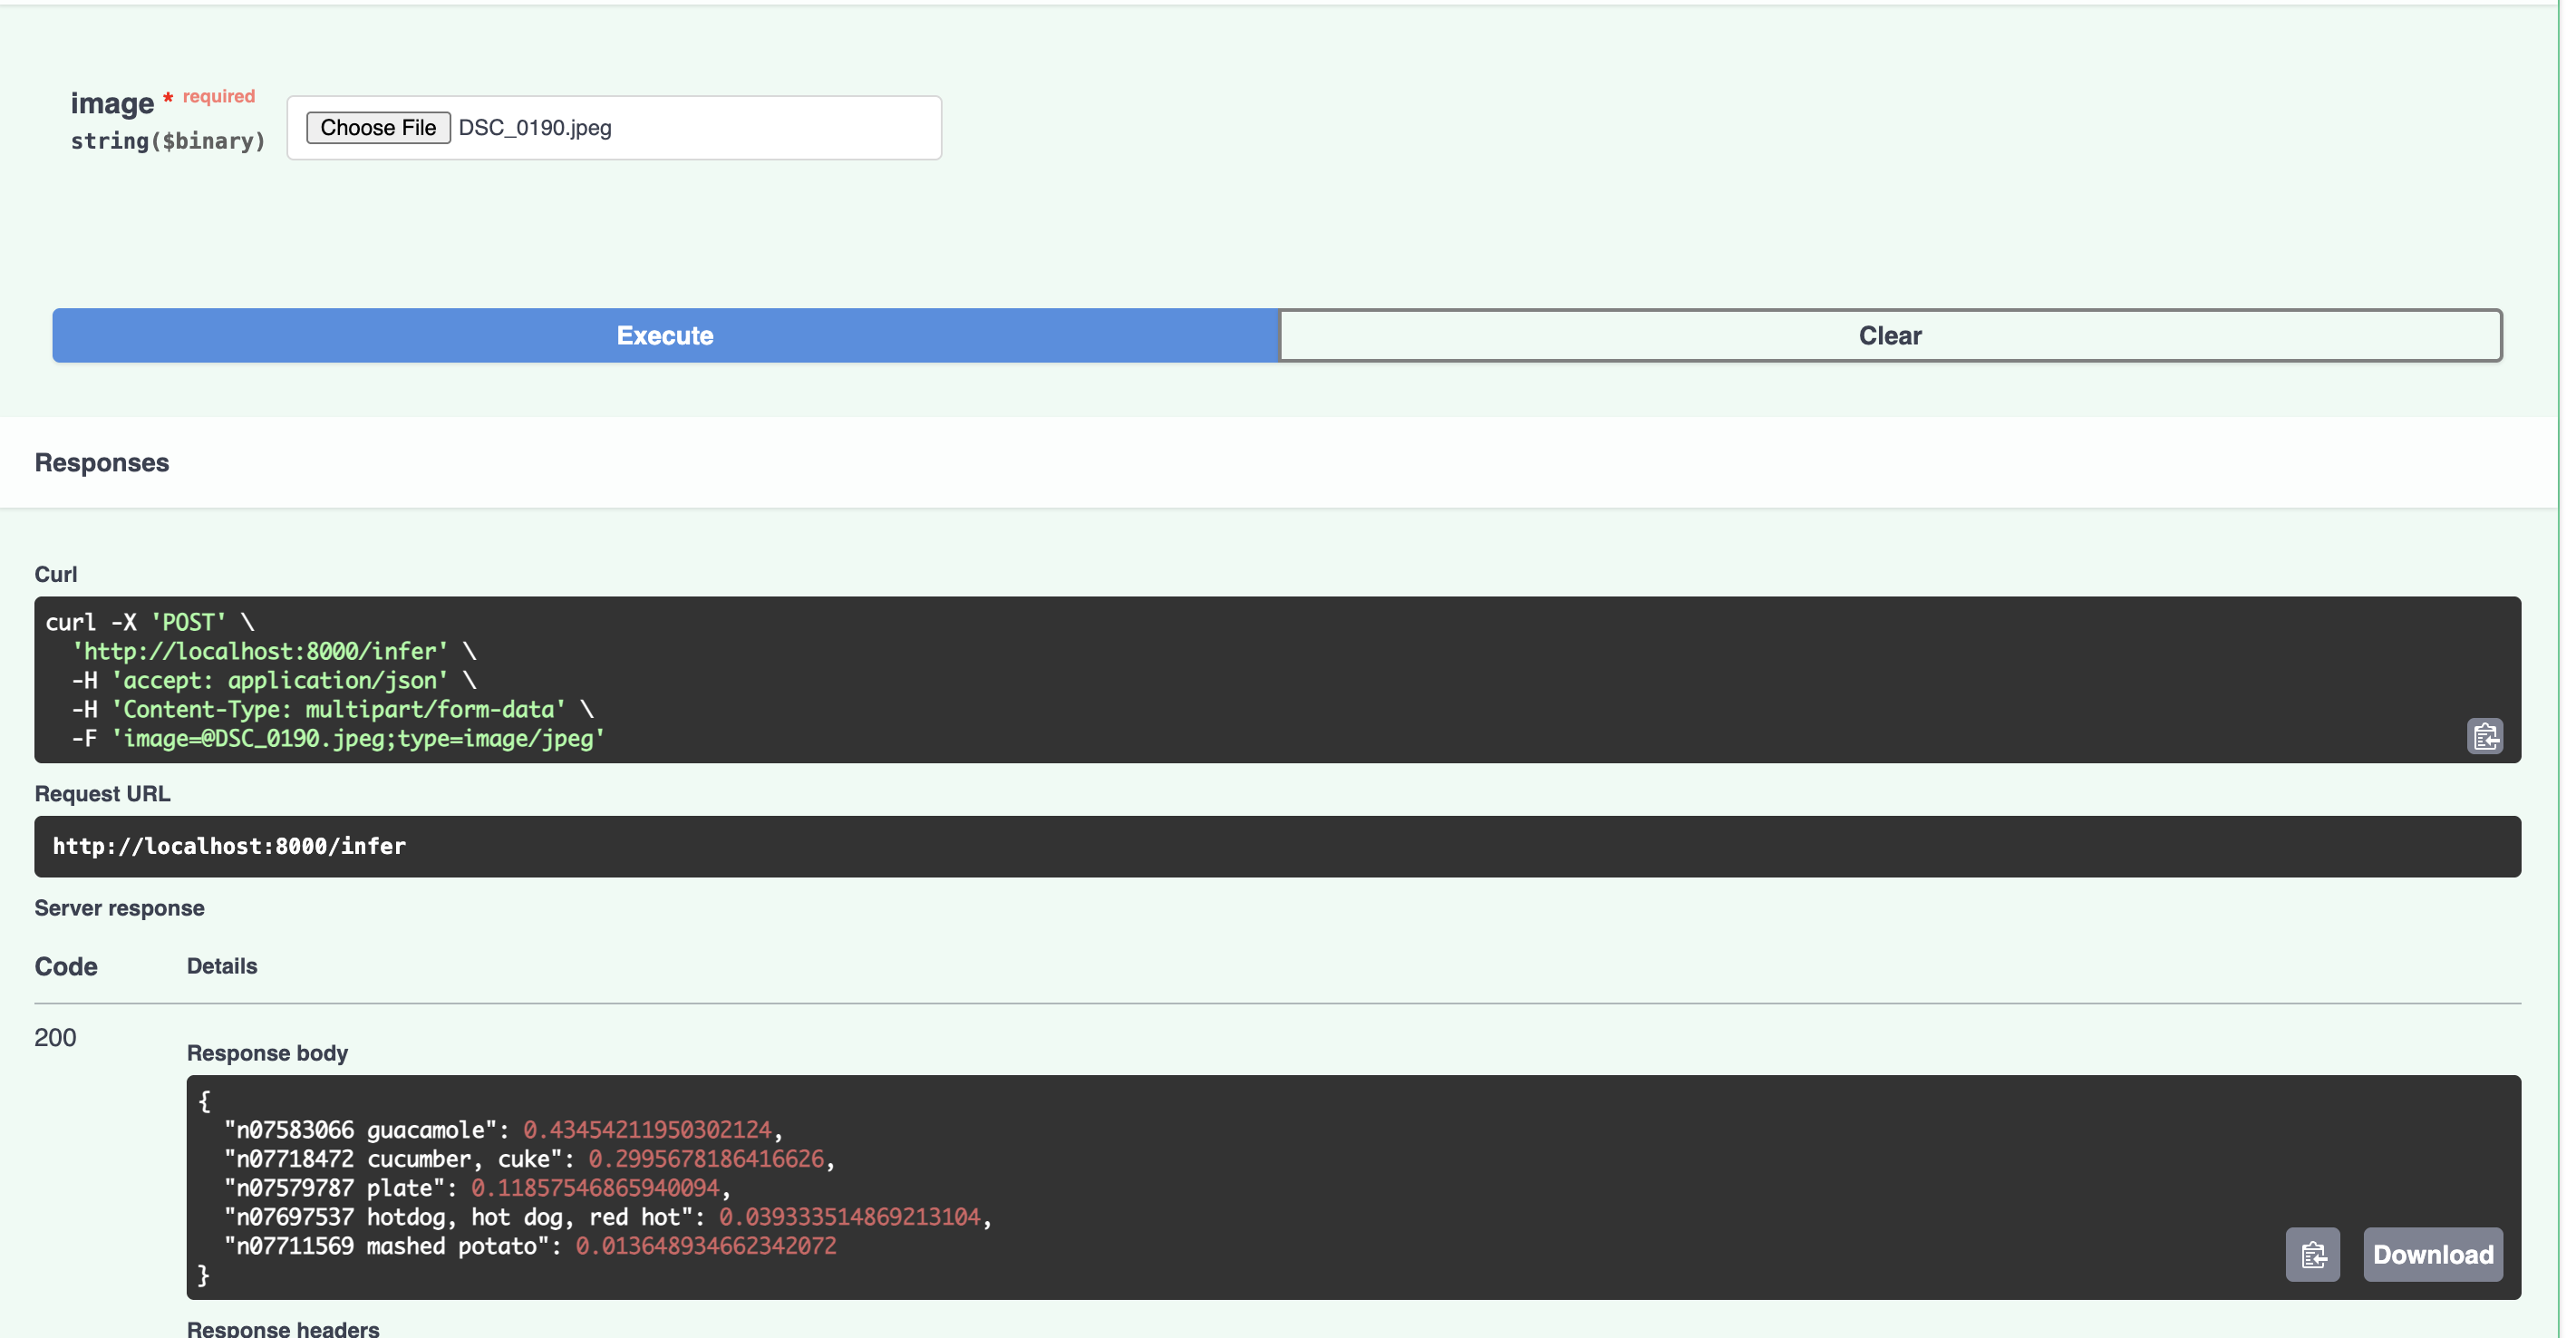 image * required
string($binary)
Choose File DSC_0190.jpeg
Execute
Clear
Responses
Curl
curl -X 'POST' \
  'http://localhost:8000/infer' \
  -H 'accept: application/json' \
  -H 'Content-Type: multipart/form-data' \
  -F 'image=@DSC_0190.jpeg;type=image/jpeg'
Request URL
http://localhost:8000/infer
Server response
Code Details
200
Response body
{
  "n07583066 guacamole": 0.43454211950302124,
  "n07718472 cucumber, cuke": 0.2995678186416626,
  "n07579787 plate": 0.11857546865940094,
  "n07697537 hotdog, hot dog, red hot": 0.039333514869213104,
  "n07711569 mashed potato": 0.013648934662342072
}
Download
Response headers